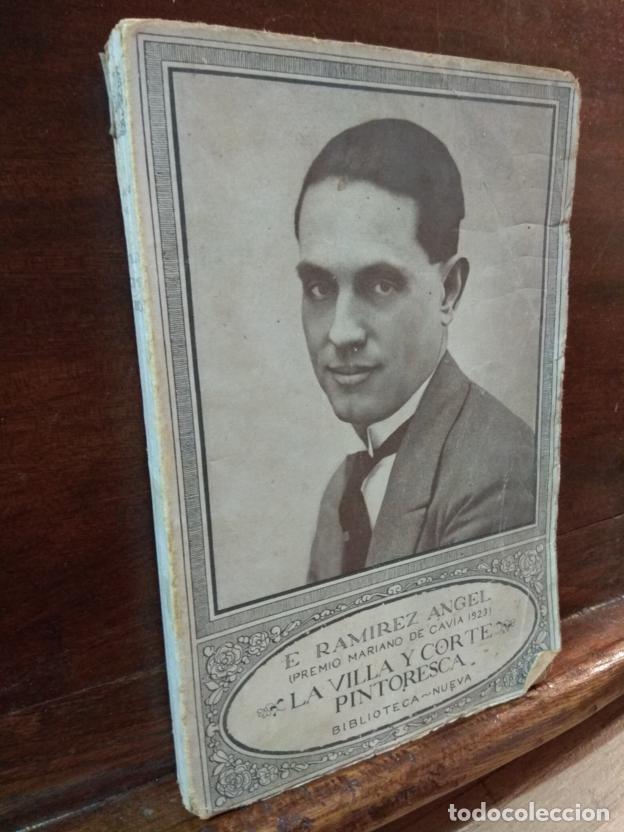 E RAMIREZ ANGEL
(PREMIO MARIANO DE CAVIA 1923)
LA VILLA Y CORTE
PINTORESCA.
BIBLIOTECA~NUEVA
todocoleccion